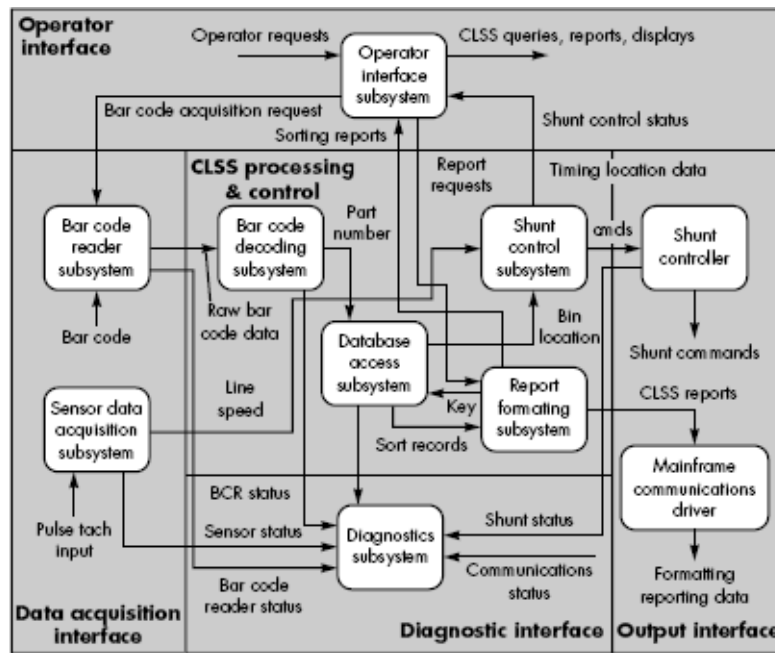 Operator
interface
Operator requests
Operator
interface
subsystem
CLSS queries, reports, displays
Bar code acquisition request
Sorting reports
Shunt control status
CLSS processing
& control
Report
requests
Timing location data
Bar code
reader
subsystem
Bar code
decoding
subsystem
Part
number
Shunt
control
subsystem
cmds
Shunt
controller
Raw bar
code data
Bar code
Database
access
subsystem
Bin
location
Shunt commands
Line
speed
Sensor data
acquisition
subsystem
Key
Report
formating
subsystem
CLSS reports
Sort records
Mainframe
communications
driver
BCR status
Pulse tach
input
Sensor status
Diagnostics
subsystem
Shunt status
Communications
status
Bar code
reader status
Formatting
reporting data
Data acquisition
interface
Diagnostic interface
Output interface